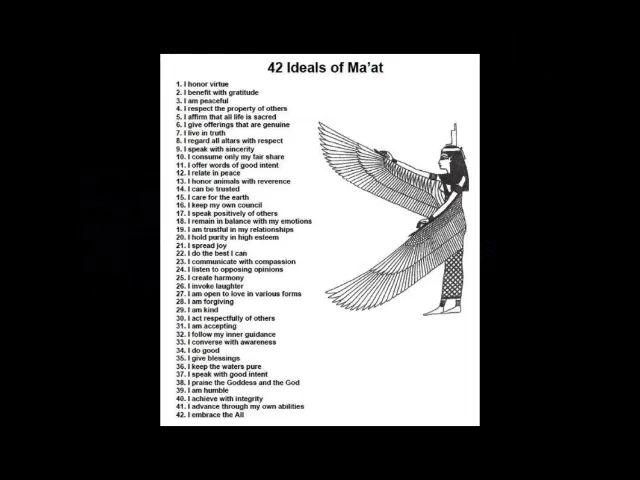 42 Ideals of Ma'at
1. I honor virtue
2. I benefit with gratitude
3. I am peaceful
4. I respect the property of others
5. I affirm that all life is sacred
6. I give offerings that are genuine
7. I live in truth
8. I regard all altars with respect
9. I speak with sincerity
10. I consume only my fair share
11. I offer words of good intent
12. I relate in peace
13. I honor animals with reverence
14. I can be trusted
15. I care for the earth
16. I keep my own council
17. I speak positively of others
18. I remain in balance with my emotions
19. I am trustful in my relationships
20. I hold purity in high esteem
21. I spread joy
22. I do the best I can
23. I communicate with compassion
24. I listen to opposing opinions
25. I create harmony
26. I invoke laughter
27. I am open to love in various forms
28. I am forgiving
29. I am kind
30. I act respectfully of others
31. I am accepting
32. I follow my inner guidance
33. I converse with awareness
34. I do good
35. I give blessings
36. I keep the waters pure
37. I speak with good intent
38. I praise the Goddess and the God
39. I am humble
40. I achieve with integrity
41. I advance through my own abilities
42. I embrace the All